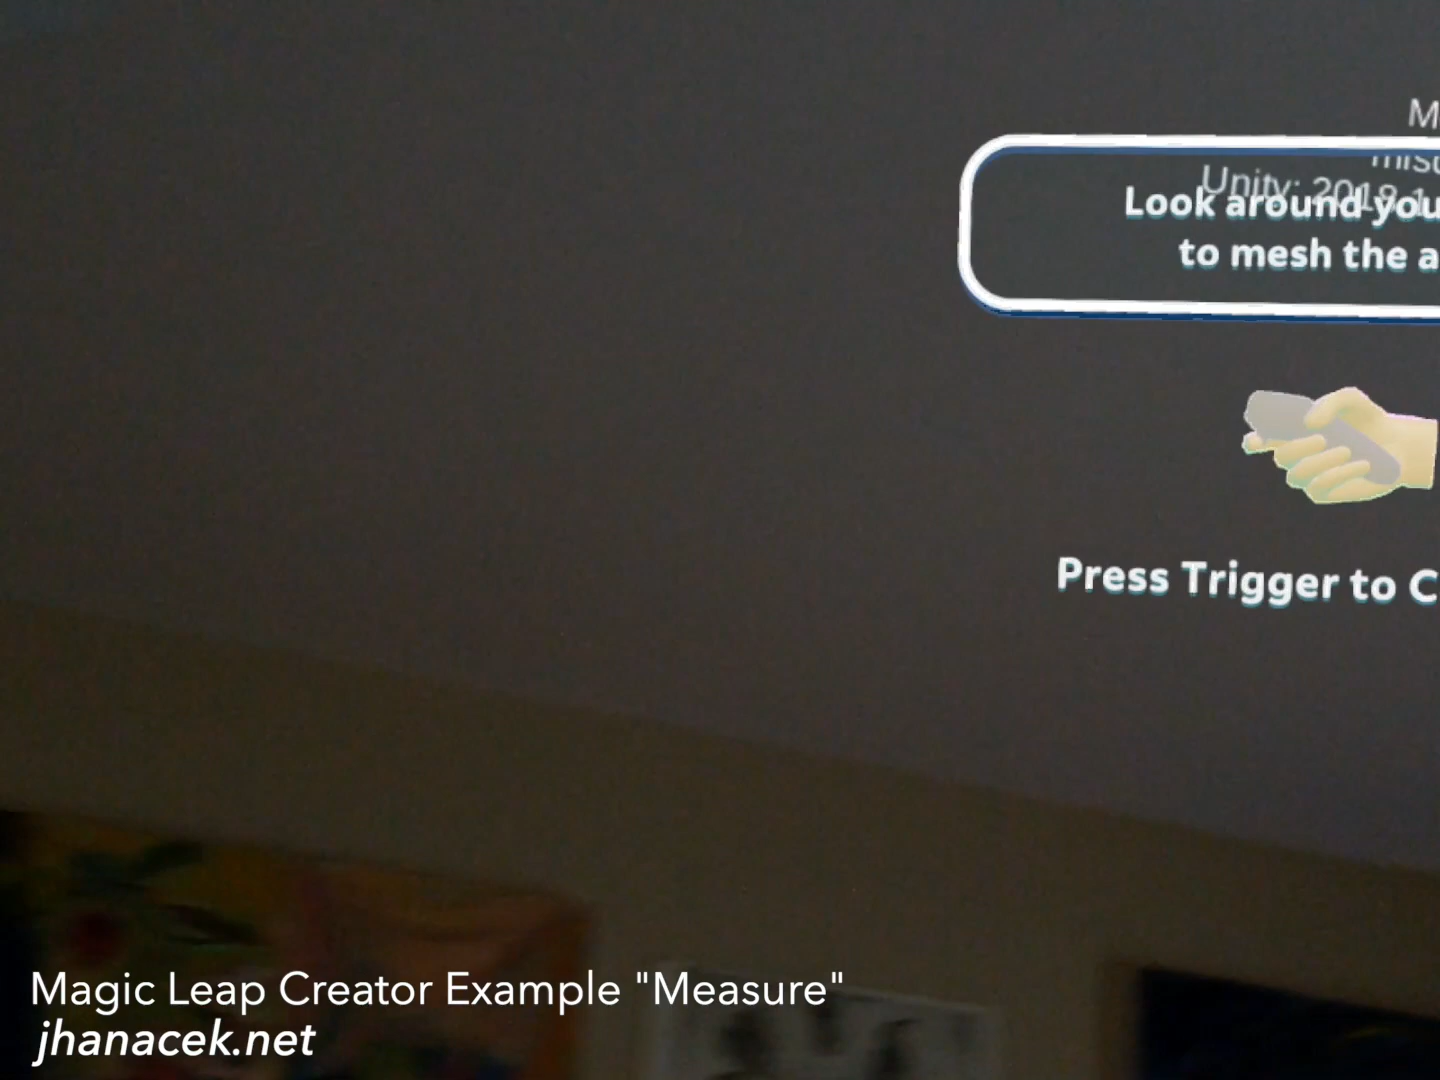 M
misc
Unity: 2018.1
Look around you
to mesh the a
Press Trigger to C
Magic Leap Creator Example "Measure"
jhanacek.net